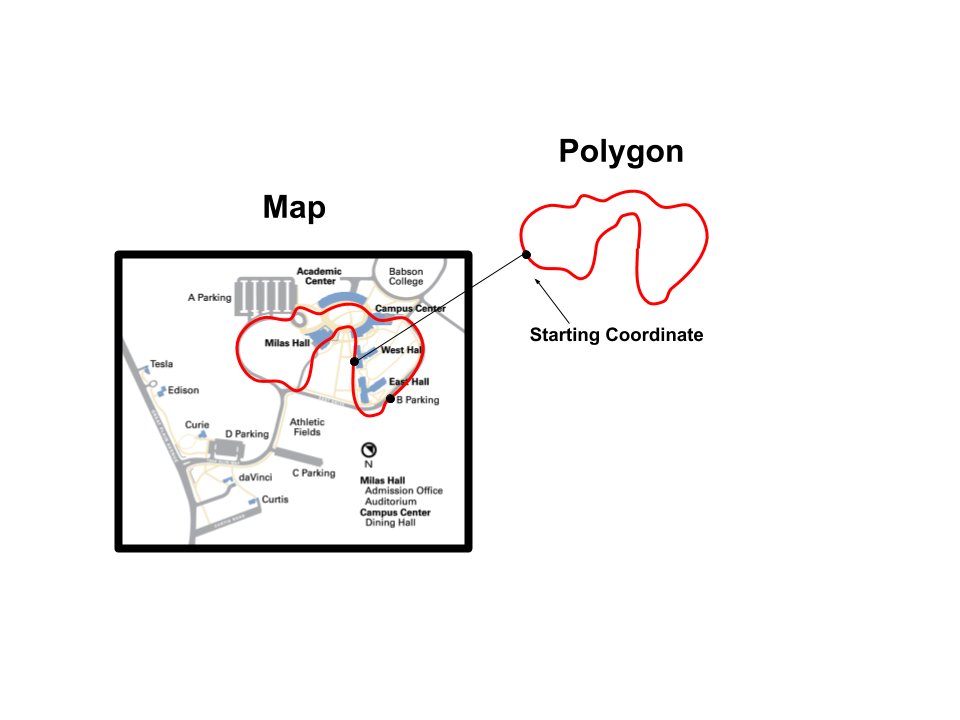 Polygon
Map
Academic
Center
Babson
College
A Parking
Campus Center
Milas Hall
West Hall
Tesla
East Hall
Edison
B Parking
Curie
D Parking
Athletic
Fields
N
C Parking
daVinci
Curtis
Milas Hall
Admission Office
Auditorium
Campus Center
Dining Hall
Starting Coordinate